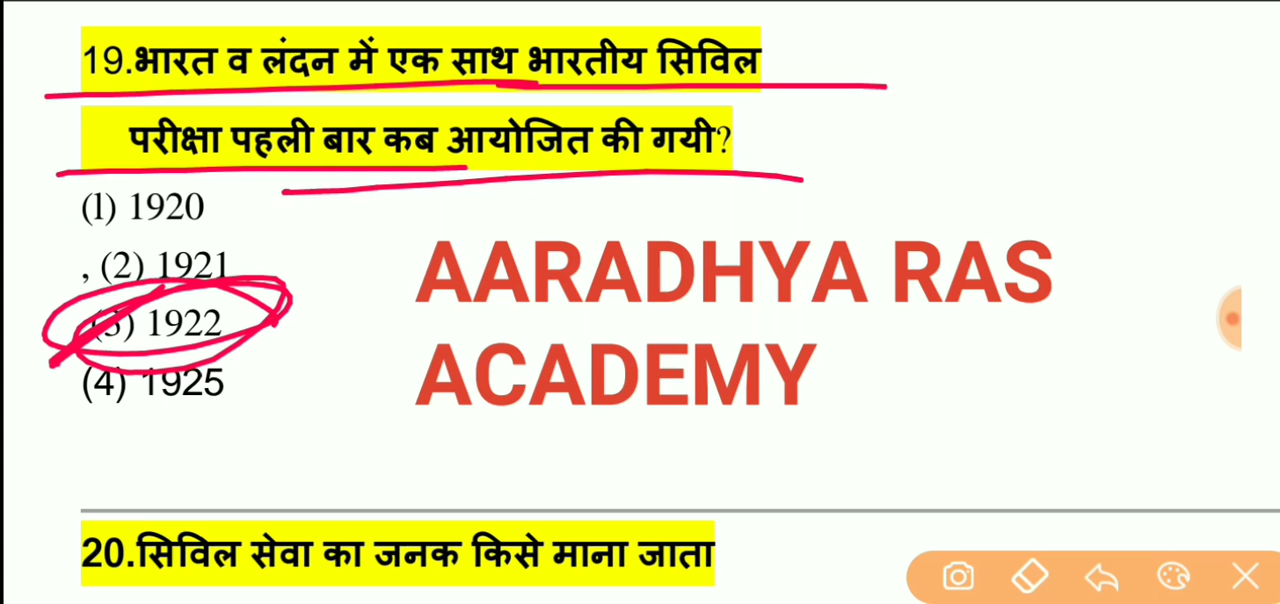 19.भारत व लंदन में एक साथ भारतीय सिविल
परीक्षा पहली बार कब आयोजित की गयी?
(l) 1920
, (2) 1921
(3) 1922
(4) 1925
AARADHYA RAS
ACADEMY
20.सिविल सेवा का जनक किसे माना जाता